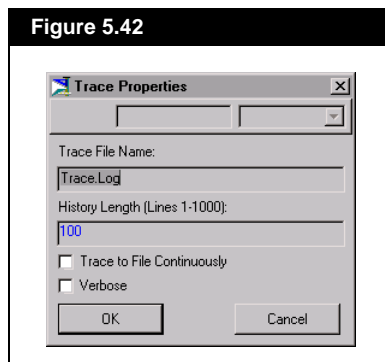 Figure 5.42
Trace Properties
Trace File Name:
Trace.Log
History Length (Lines 1-1000):
100
Trace to File Continuously
Verbose
OK Cancel